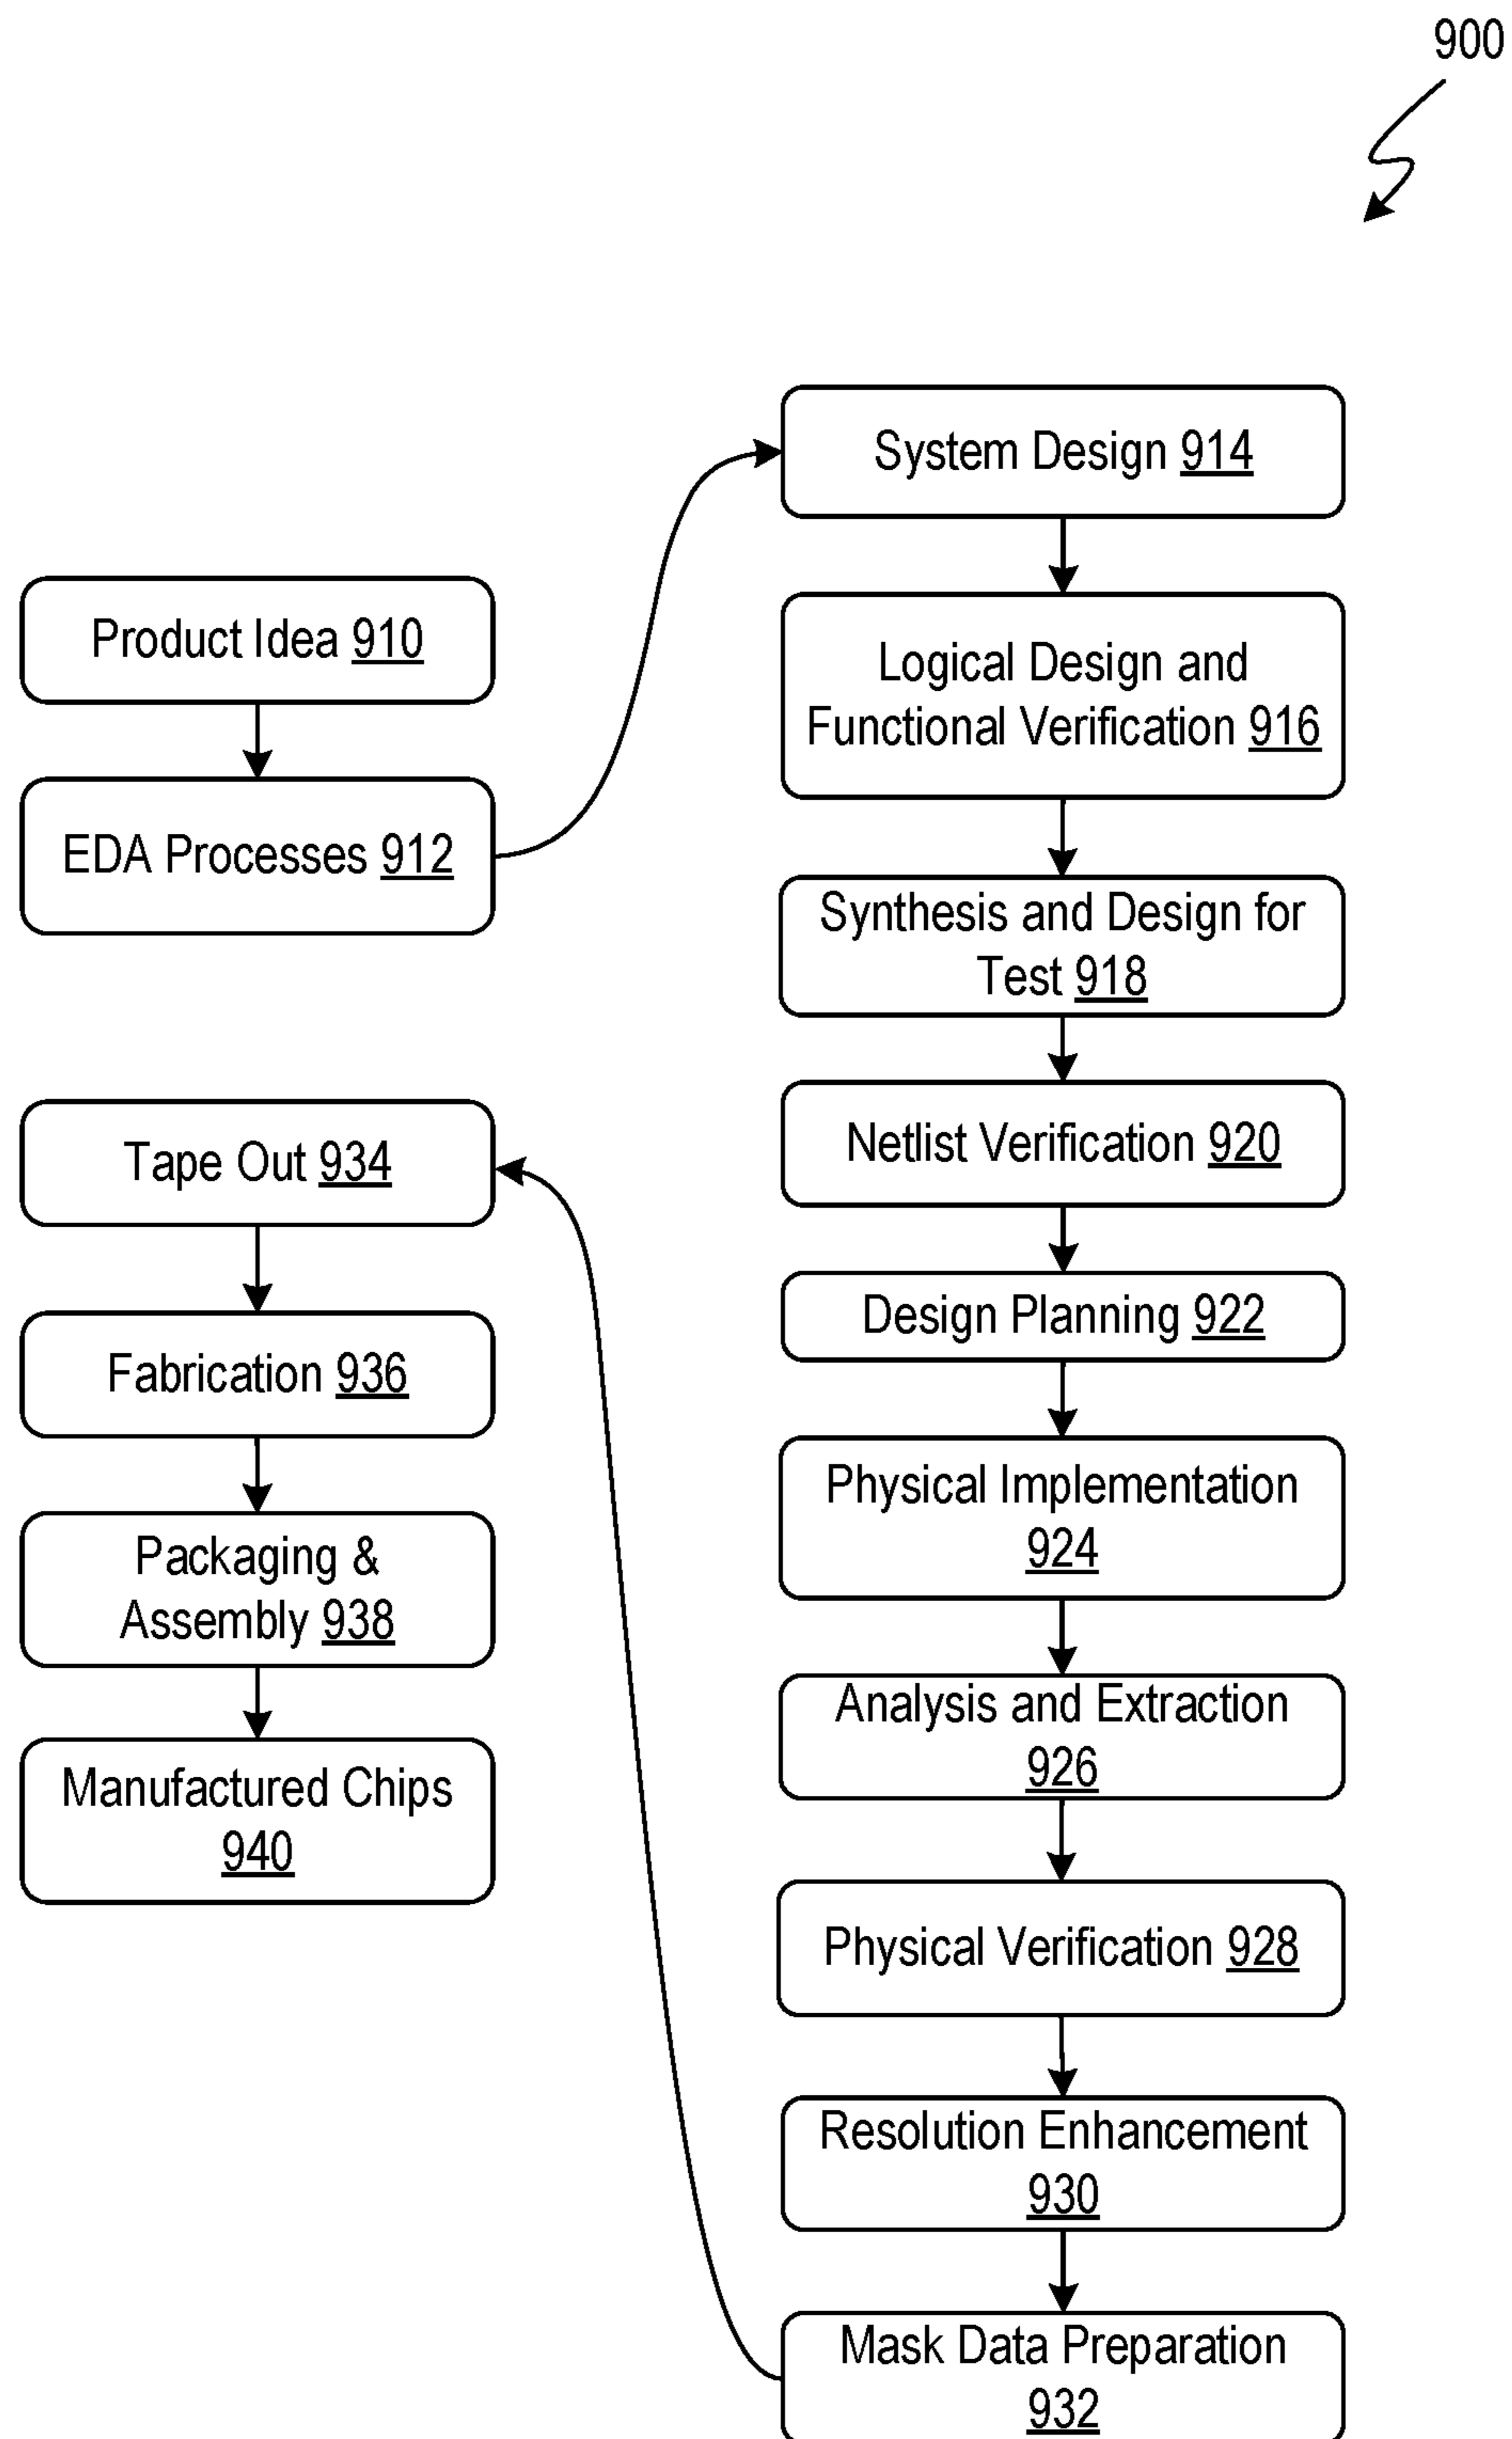 900
Product Idea 910
EDA Processes 912
System Design 914
Logical Design and
Functional Verification 916
Synthesis and Design for
Test 918
Netlist Verification 920
Design Planning 922
Physical Implementation
924
Analysis and Extraction
926
Physical Verification 928
Resolution Enhancement
930
Mask Data Preparation
932
Tape Out 934
Fabrication 936
Packaging &
Assembly 938
Manufactured Chips
940